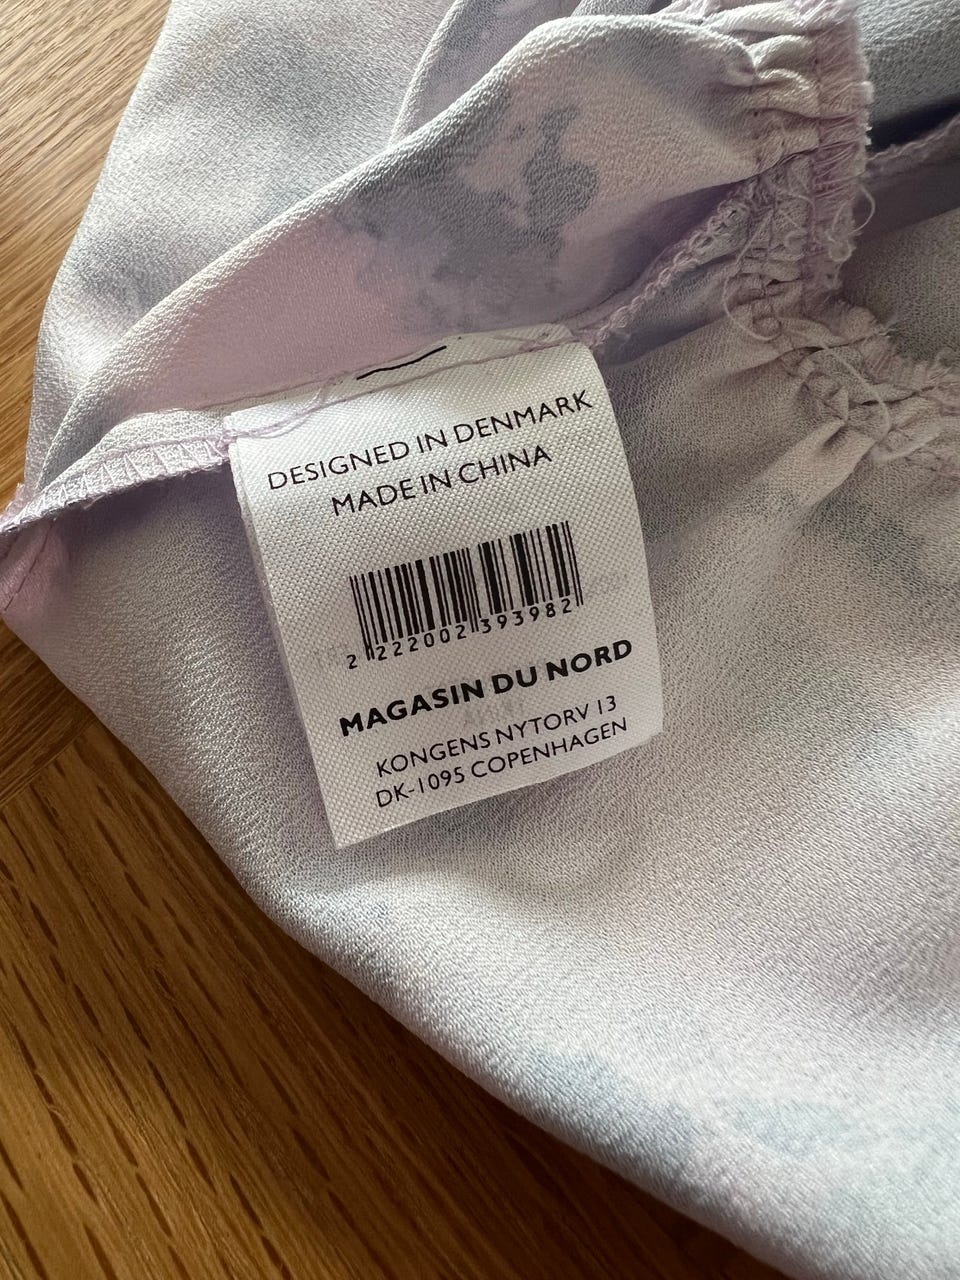 DESIGNED IN DENMARK
MADE IN CHINA
2 222002 393982
MAGASIN DU NORD
KONGENS NYTORV 13
DK-1095 COPENHAGEN